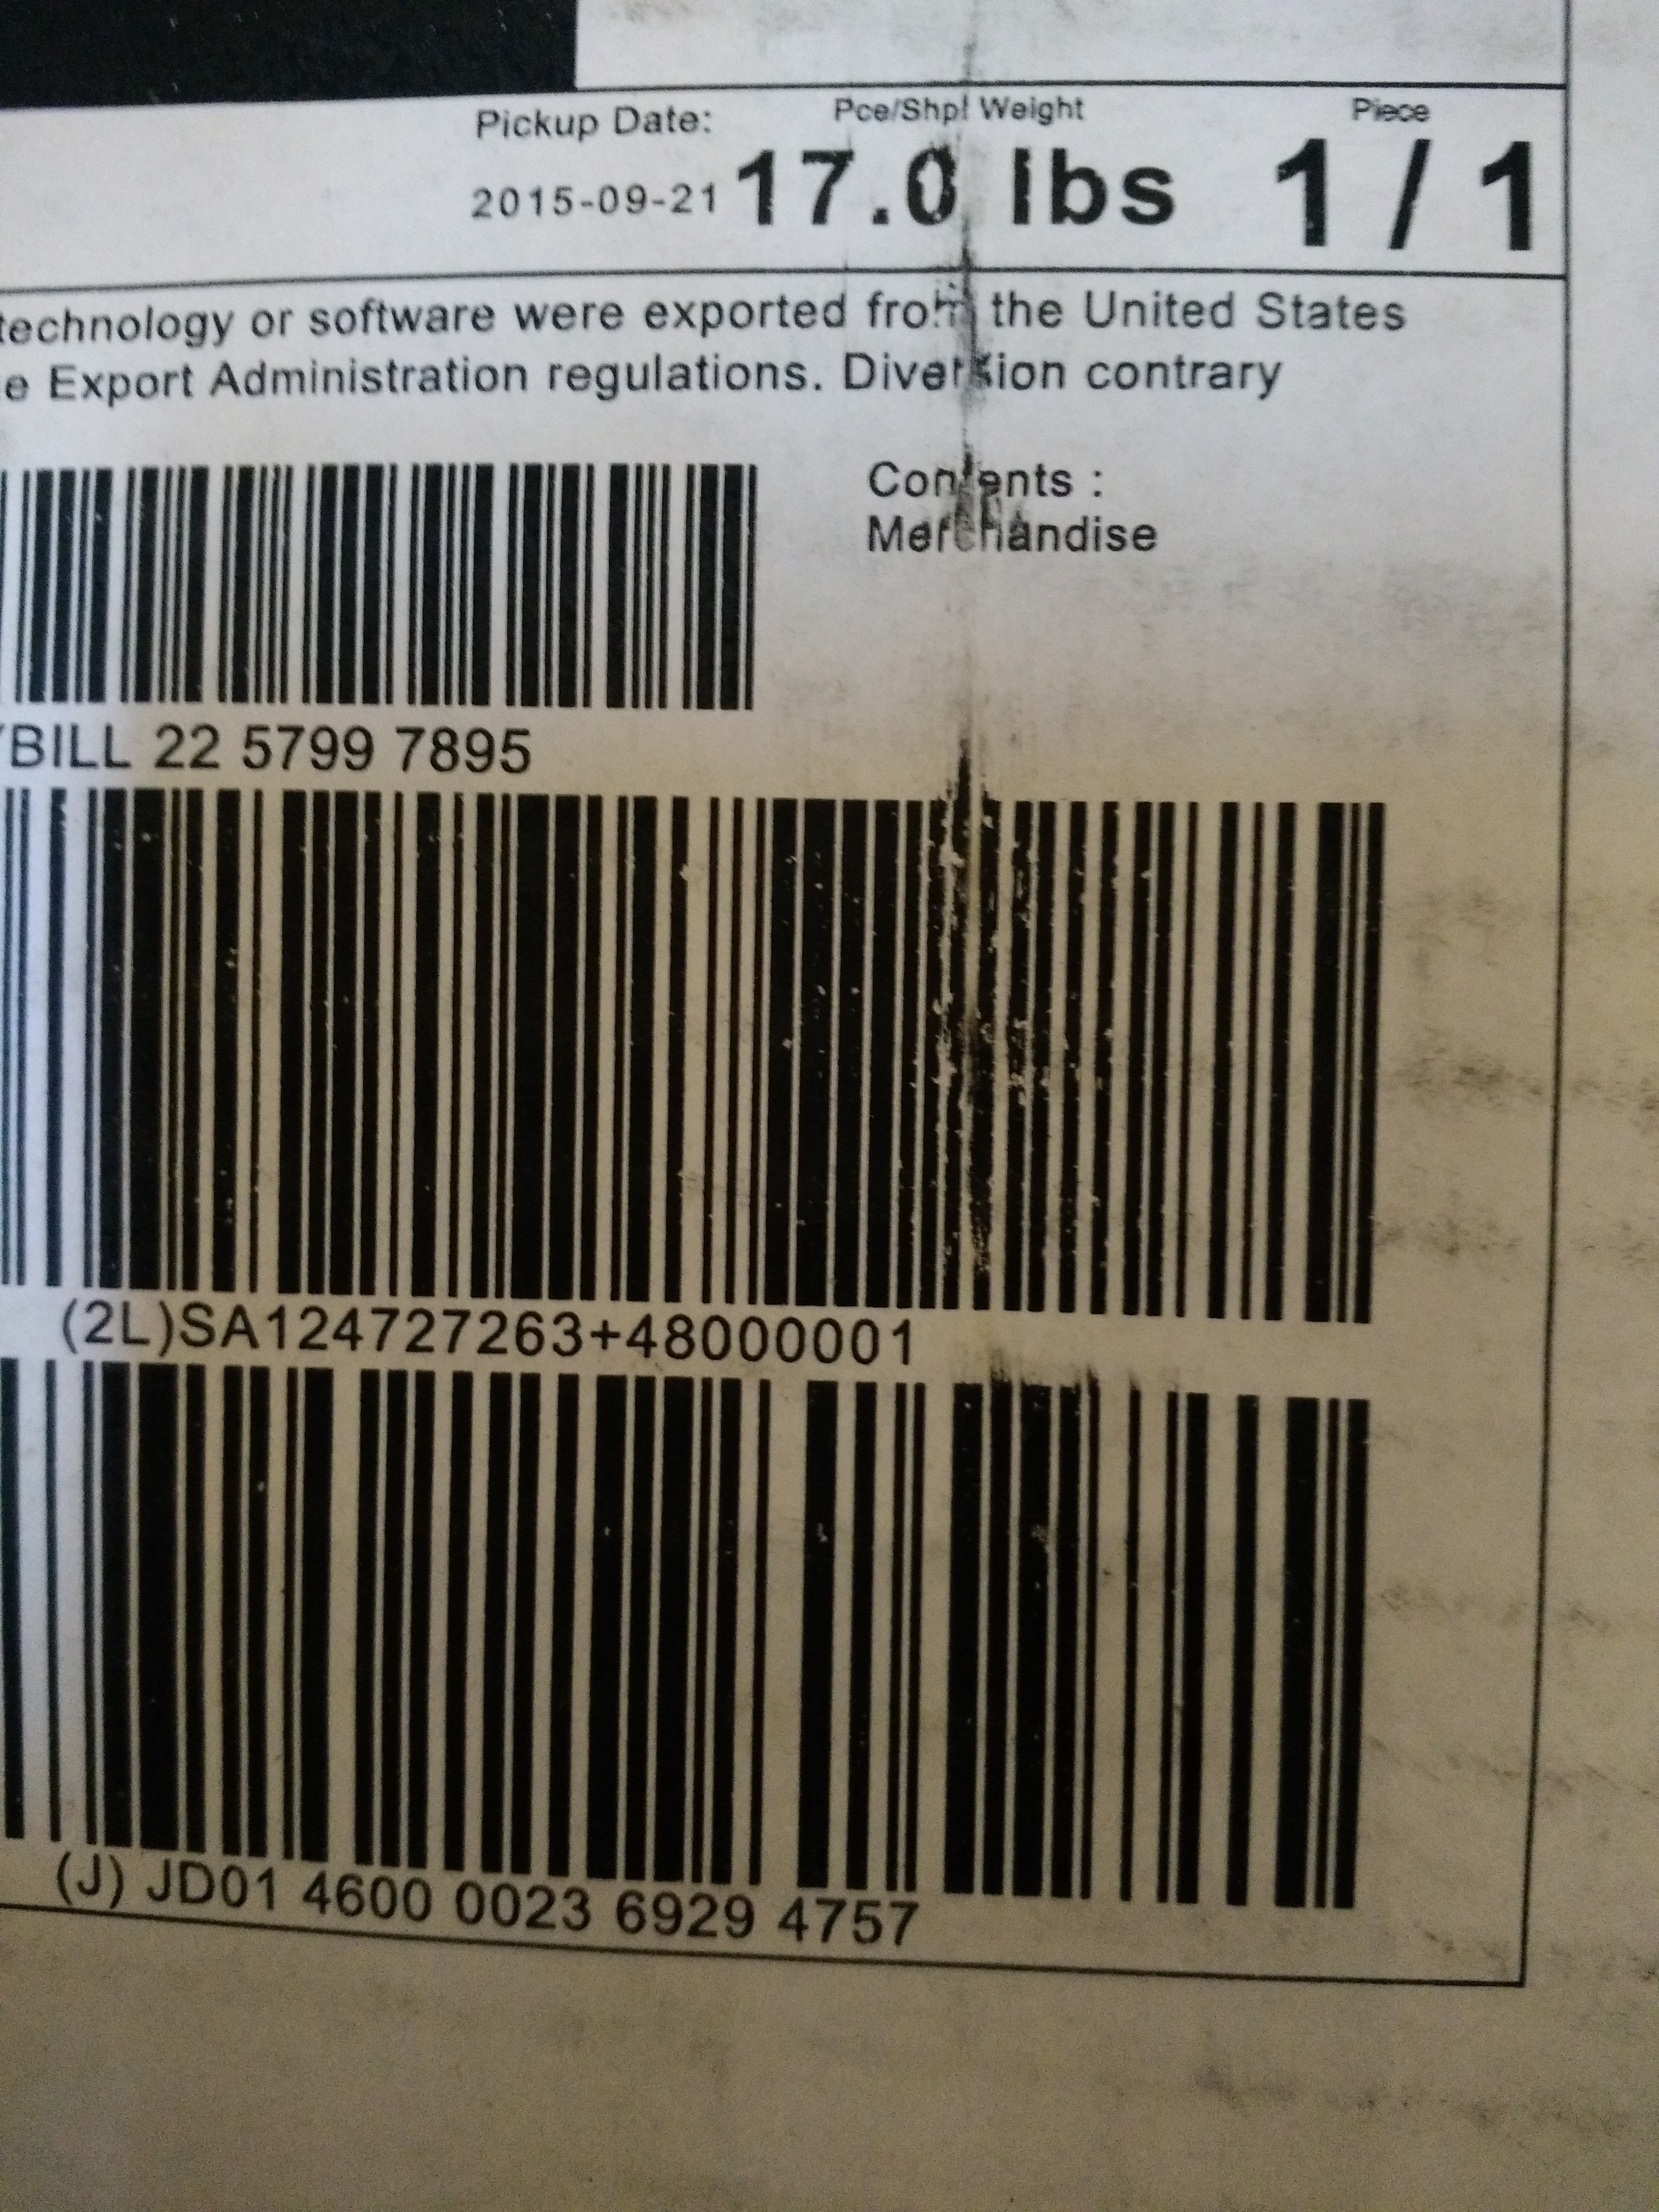 Pickup Date: Pce/Shpt Weight Piece
2015-09-21 17.0 lbs 1 / 1
technology or software were exported from the United States
e Export Administration regulations. Diversion contrary
Contents :
Merchandise
YBILL 22 5799 7895
(2L)SA124727263+48000001
(J) JD01 4600 0023 6929 4757